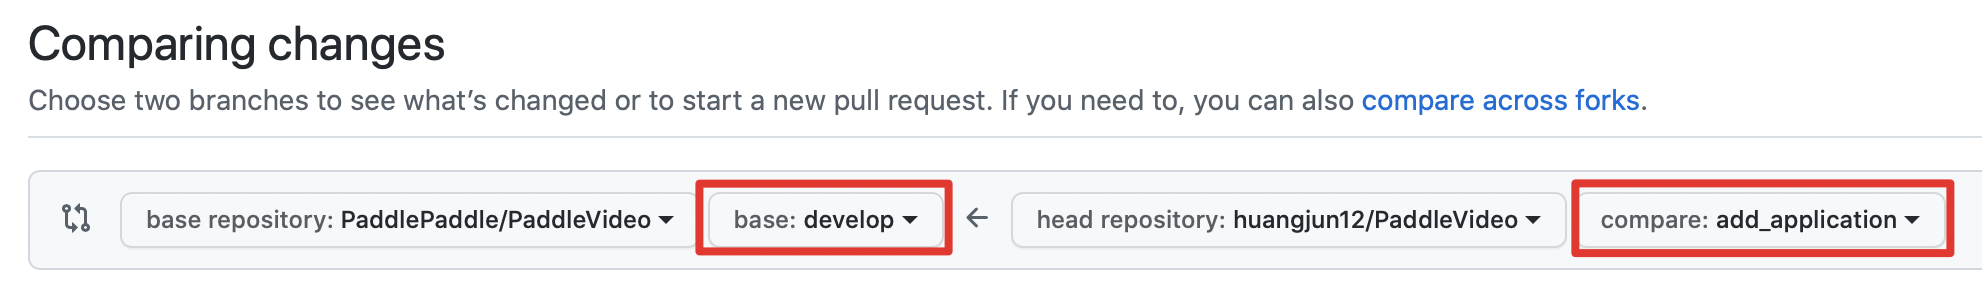 Comparing changes
Choose two branches to see what’s changed or to start a new pull request. If you need to, you can also compare across forks.
base repository: PaddlePaddle/PaddleVideo base: develop head repository: huangjun12/PaddleVideo compare: add_application